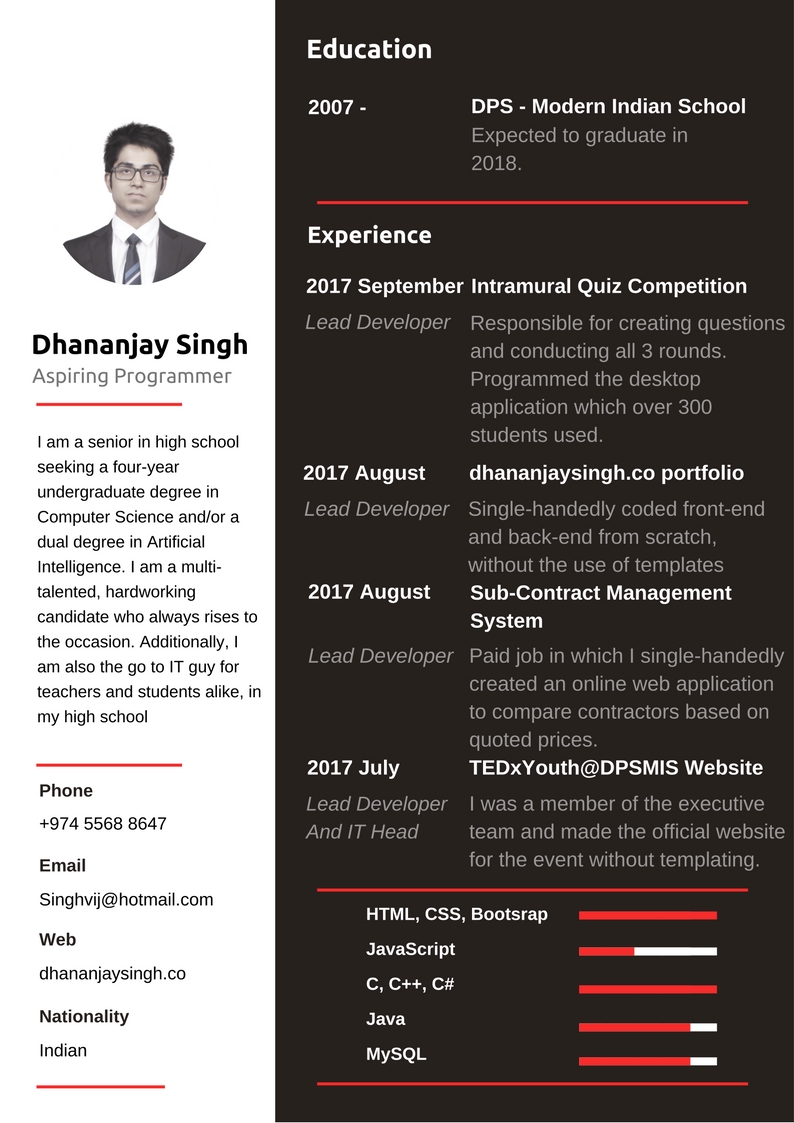 Dhananjay Singh
Aspiring Programmer
I am a senior in high school
seeking a four-year
undergraduate degree in
Computer Science and/or a
dual degree in Artificial
Intelligence. I am a multi-
talented, hardworking
candidate who always rises to
the occasion. Additionally, I
am also the go to IT guy for
teachers and students alike, in
my high school
Phone
+974 5568 8647
Email
Singhvij@hotmail.com
Web
dhananjaysingh.co
Nationality
Indian
Education
2007 - DPS - Modern Indian School
Expected to graduate in
2018.
Experience
2017 September Intramural Quiz Competition
Lead Developer Responsible for creating questions
and conducting all 3 rounds.
Programmed the desktop
application which over 300
students used.
2017 August dhananjaysingh.co portfolio
Lead Developer Single-handedly coded front-end
and back-end from scratch,
without the use of templates
2017 August Sub-Contract Management
System
Lead Developer Paid job in which I single-handedly
created an online web application
to compare contractors based on
quoted prices.
2017 July TEDxYouth@DPSMIS Website
Lead Developer I was a member of the executive
And IT Head team and made the official website
for the event without templating.
HTML, CSS, Bootsrap
JavaScript
C, C++, C#
Java
MySQL